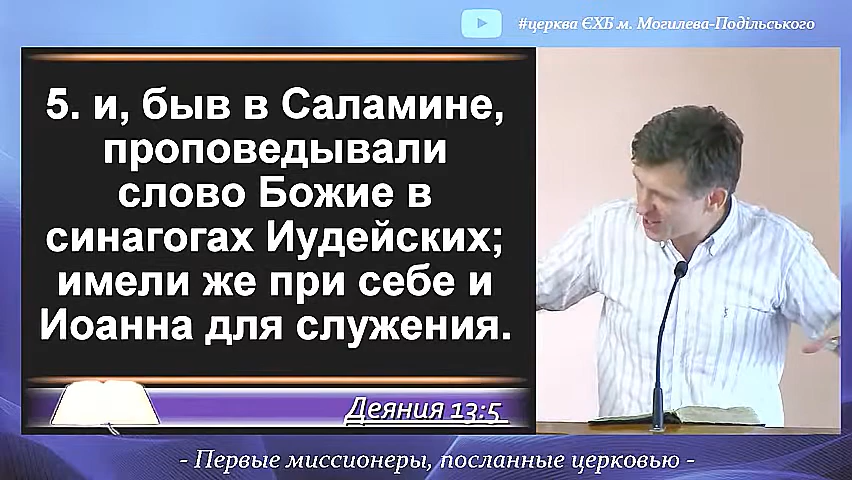 #церква ЄХБ м. Могилева-Подільського
5. и, быв в Саламине,
проповедывали
слово Божие в
синагогах Иудейских;
имели же при себе и
Иоанна для служения.
Деяния 13:5
- Первые миссионеры, посланные церковью -